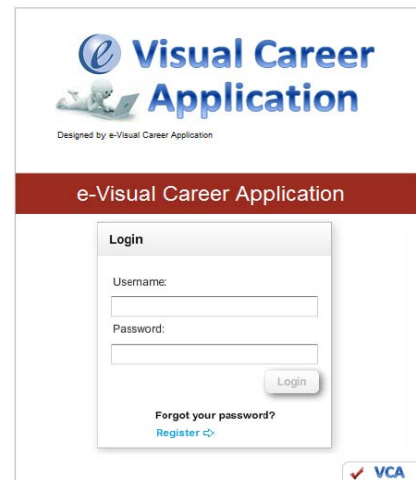 e Visual Career
Application
Designed by e-Visual Career Application
e-Visual Career Application
Login
Username:
Password:
Login
Forgot your password?
Register
VCA